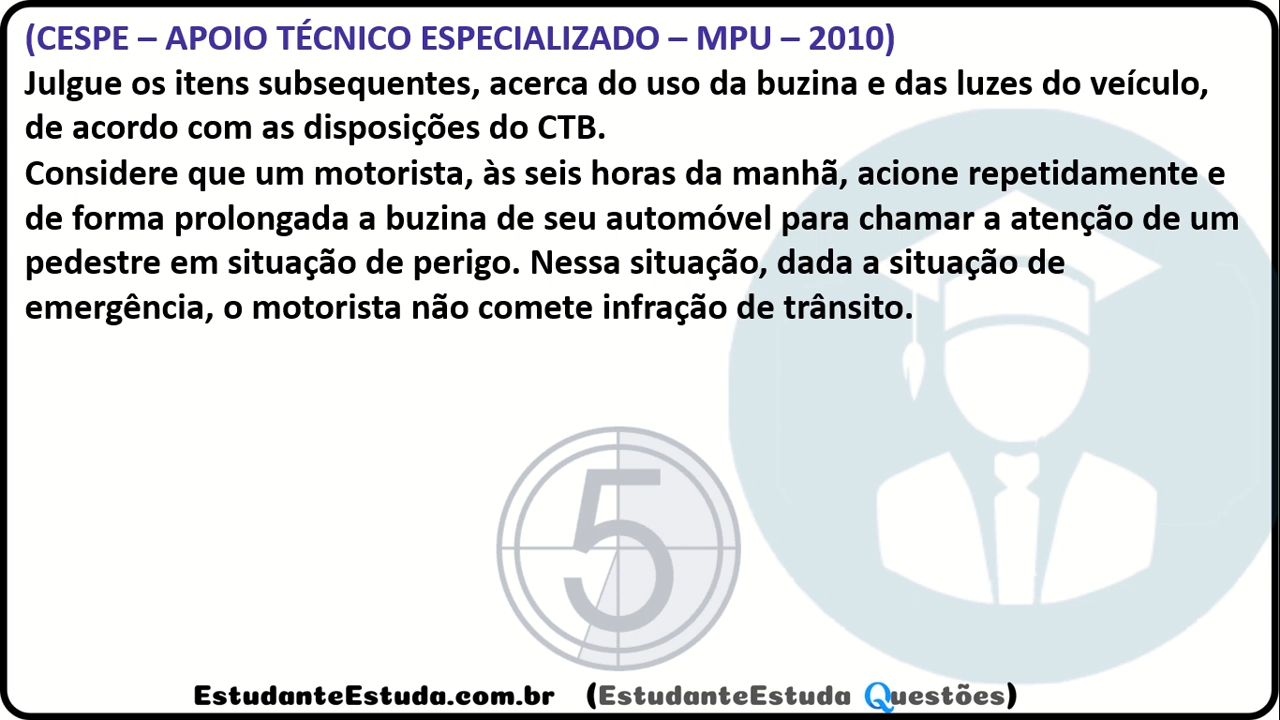 (CESPE – APOIO TÉCNICO ESPECIALIZADO – MPU – 2010)
Julgue os itens subsequentes, acerca do uso da buzina e das luzes do veículo,
de acordo com as disposições do CTB.
Considere que um motorista, às seis horas da manhã, acione repetidamente e
de forma prolongada a buzina de seu automóvel para chamar a atenção de um
pedestre em situação de perigo. Nessa situação, dada a situação de
emergência, o motorista não comete infração de trânsito.
5
EstudanteEstuda.com.br (EstudanteEstuda Questões)